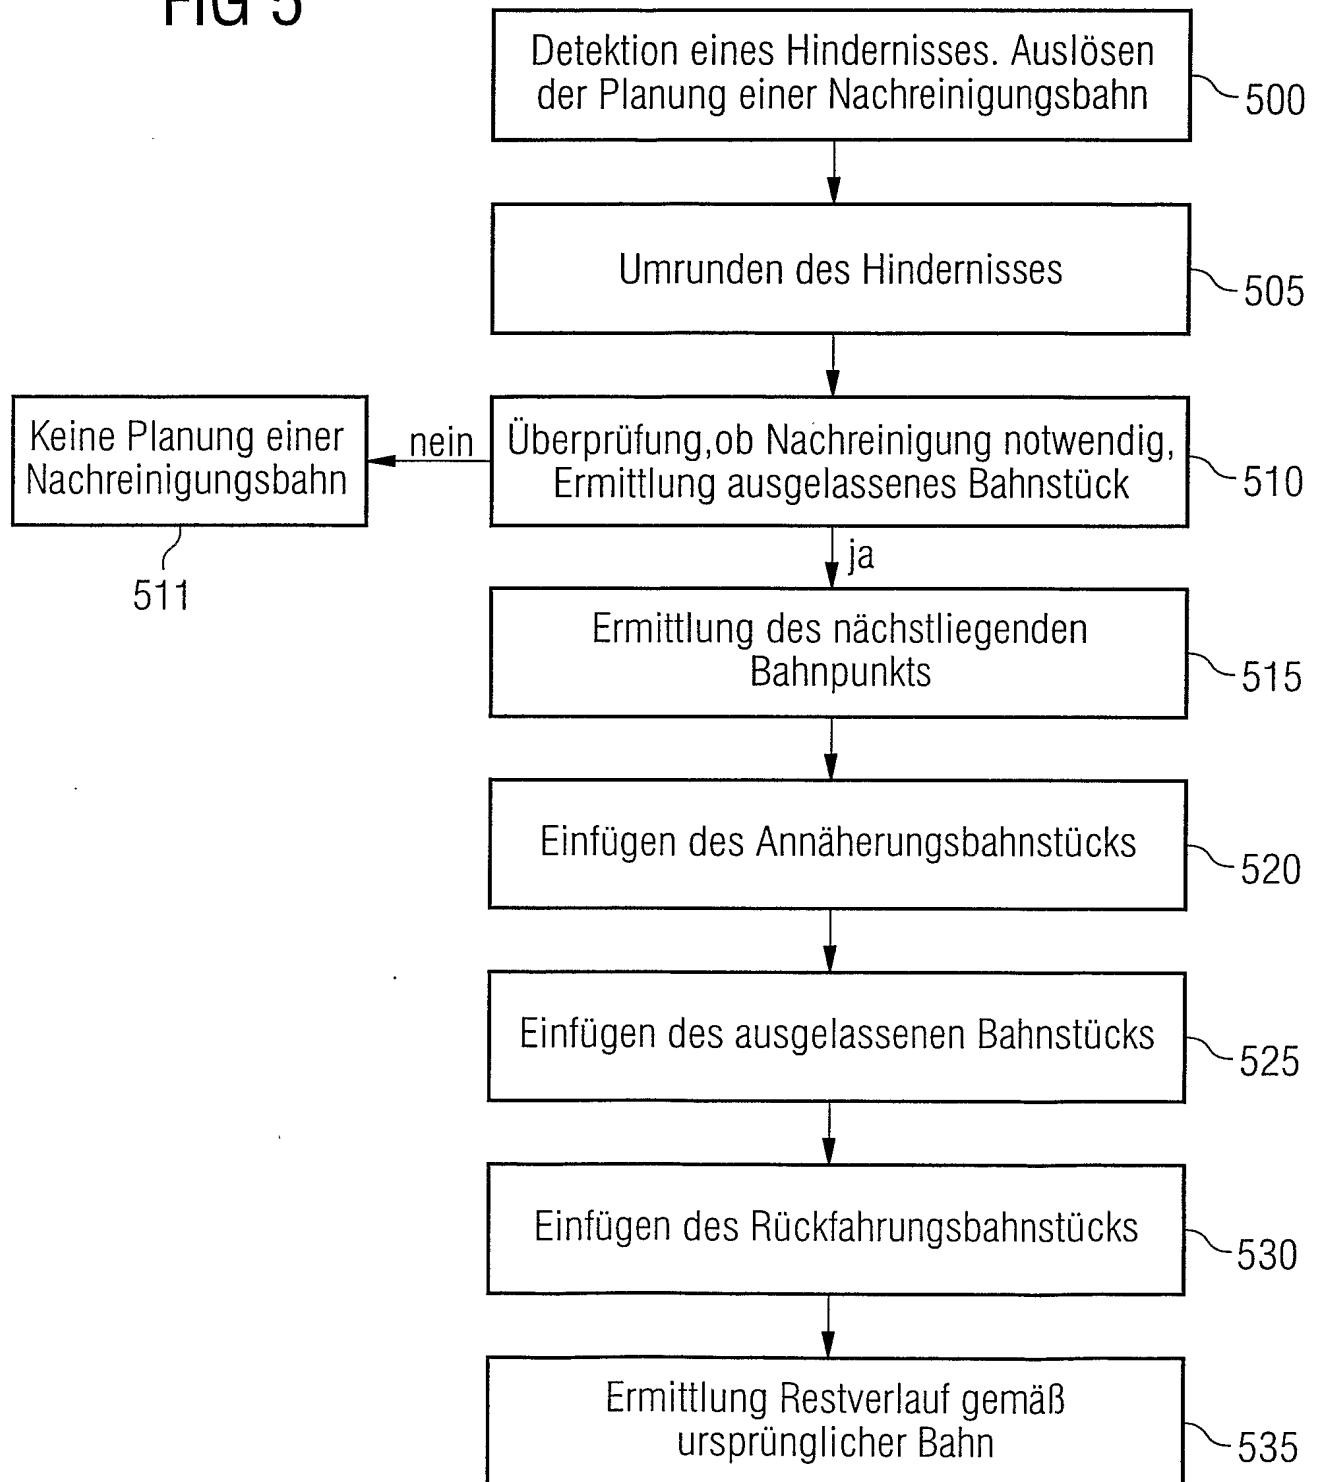 FIG 5
Detektion eines Hindernisses. Auslösen
der Planung einer Nachreinigungsbahn
500
Umrunden des Hindernisses
505
Keine Planung einer
Nachreinigungsbahn
511
nein
Überprüfung,ob Nachreinigung notwendig,
Ermittlung ausgelassenes Bahnstück
510
ja
Ermittlung des nächstliegenden
Bahnpunkts
515
Einfügen des Annäherungsbahnstücks
520
Einfügen des ausgelassenen Bahnstücks
525
Einfügen des Rückfahrungsbahnstücks
530
Ermittlung Restverlauf gemäß
ursprünglicher Bahn
535